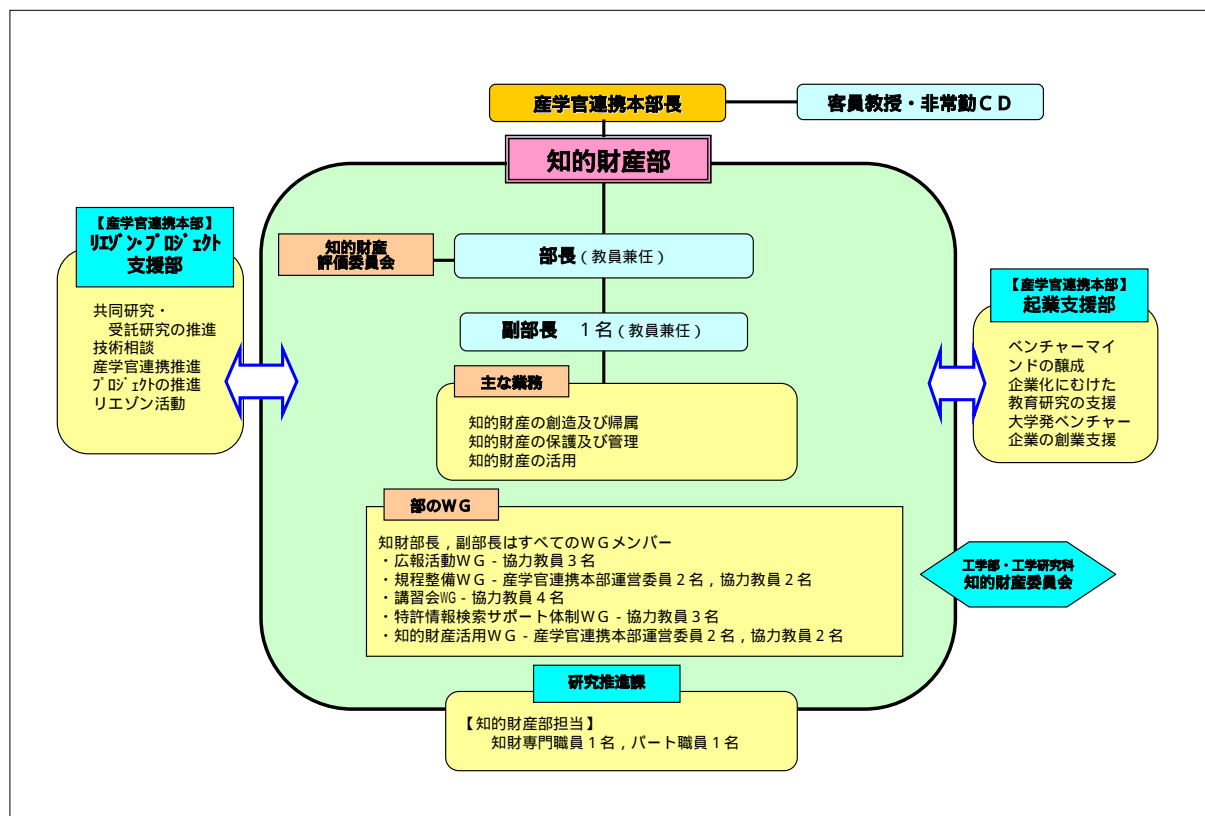 産学官連携本部長
客員教授・非常勤ＣＤ
知的財産部
【産学官連携本部】
ﾘｴｿﾞﾝ・ﾌﾟﾛｼﾞｪｸﾄ
支援部
共同研究・
受託研究の推進
技術相談
産学官連携推進
ﾌﾟﾛｼﾞｪｸﾄの推進
リエゾン活動
知的財産
評価委員会
部長（教員兼任）
副部長　１名（教員兼任）
主な業務
知的財産の創造及び帰属
知的財産の保護及び管理
知的財産の活用
【産学官連携本部】
起業支援部
ベンチャーマイ
ンドの醸成
企業化にむけた
教育研究の支援
大学発ベンチャー
企業の創業支援
部のＷＧ
知財部長，副部長はすべてのＷＧメンバー
・広報活動ＷＧ - 協力教員３名
・規程整備ＷＧ - 産学官連携本部運営委員２名，協力教員２名
・講習会WG - 協力教員４名
・特許情報検索サポート体制ＷＧ - 協力教員３名
・知的財産活用ＷＧ - 産学官連携本部運営委員２名，協力教員２名
工学部・工学研究科
知的財産委員会
研究推進課
【知的財産部担当】
知財専門職員１名，パート職員１名